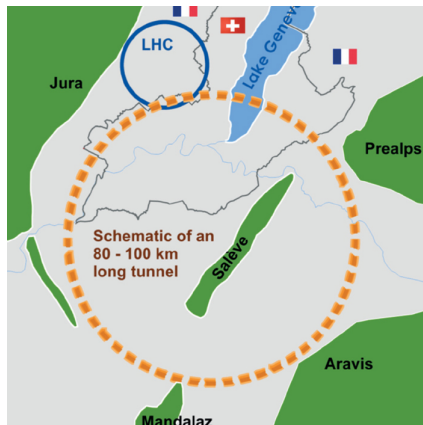 LHC
Lake Geneva
Jura
Prealps
Schematic of an
80 - 100 km
long tunnel
Salève
Aravis
Mandalaz